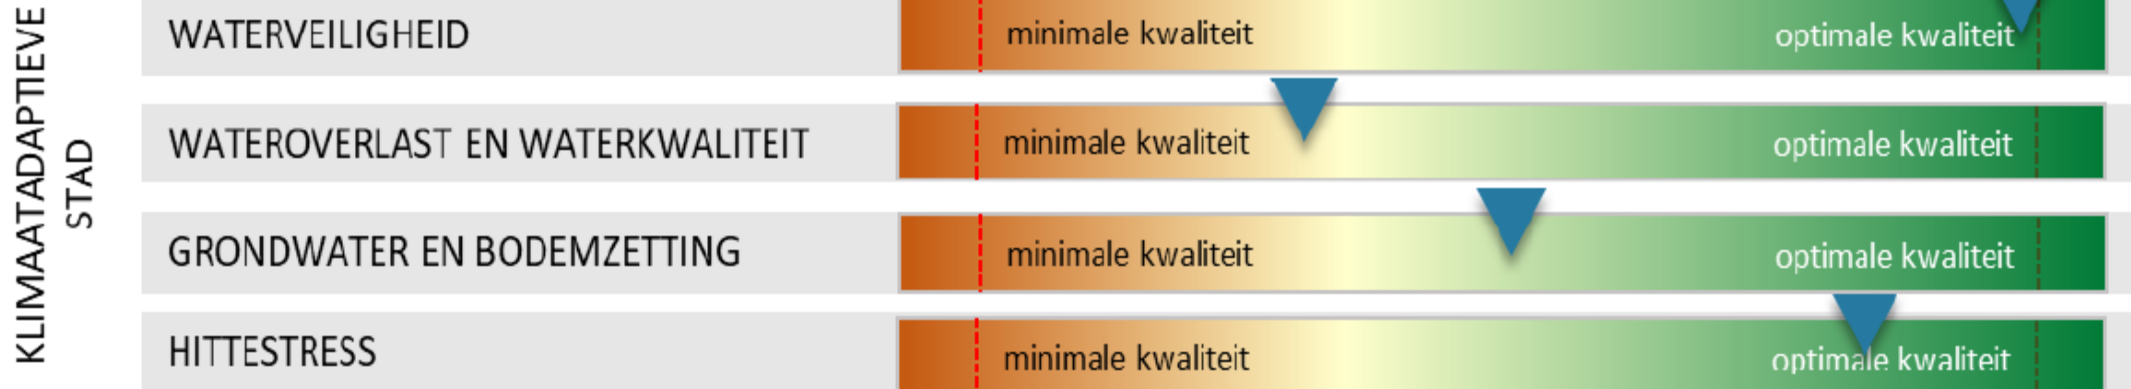 KLIMAATADAPTIEVE
STAD
WATERVEILIGHEID minimale kwaliteit optimale kwaliteit
WATEROVERLAST EN WATERKWALITEIT minimale kwaliteit optimale kwaliteit
GRONDWATER EN BODEMZETTING minimale kwaliteit optimale kwaliteit
HITTESTRESS minimale kwaliteit optimale kwaliteit